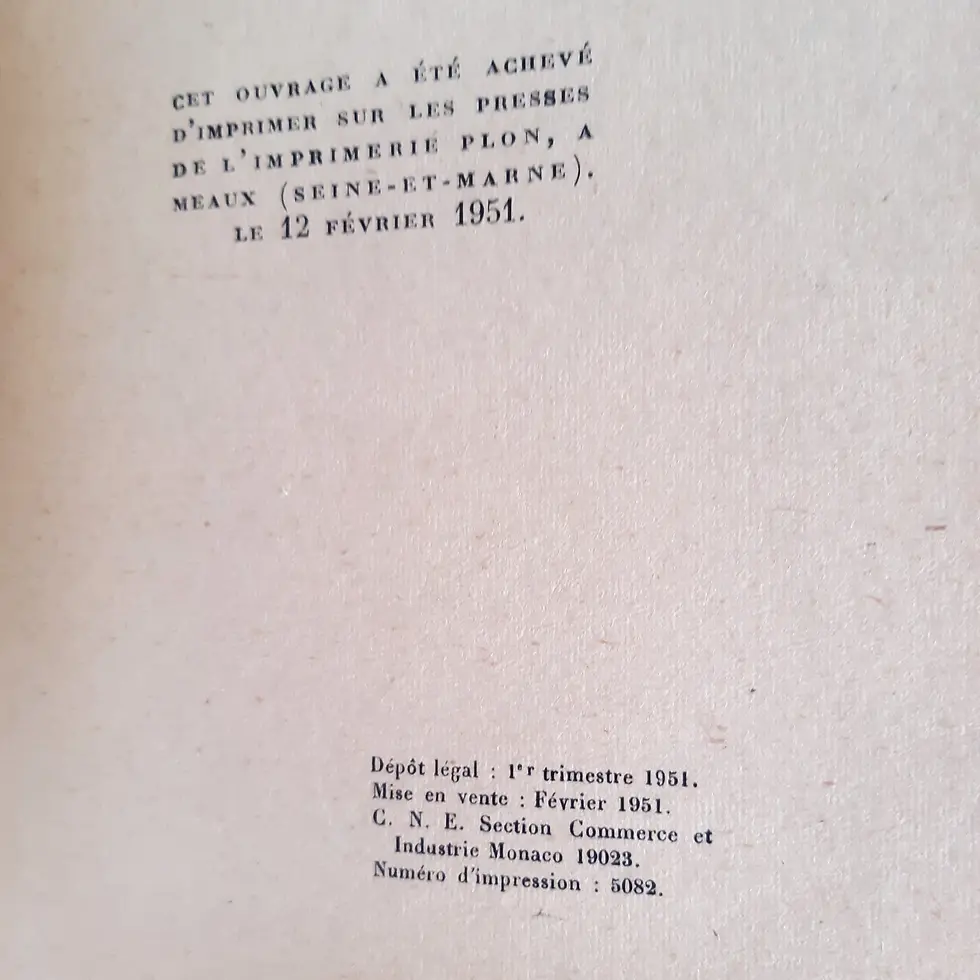 CET OUVRAGE A ÉTÉ ACHEVÉ
D'IMPRIMER SUR LES PRESSES
DE L'IMPRIMERIE PLON, A
MEAUX (SEINE-ET-MARNE).
LE 12 FÉVRIER 1951.
Dépôt légal : 1er trimestre 1951.
Mise en vente : Février 1951.
C. N. E. Section Commerce et
Industrie Monaco 19023.
Numéro d'impression : 5082.